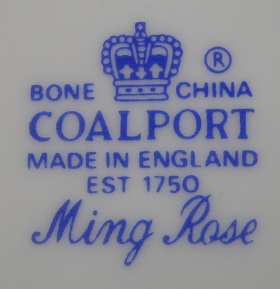 ®
BONE CHINA
COALPORT
MADE IN ENGLAND
EST 1750
Ming Rose